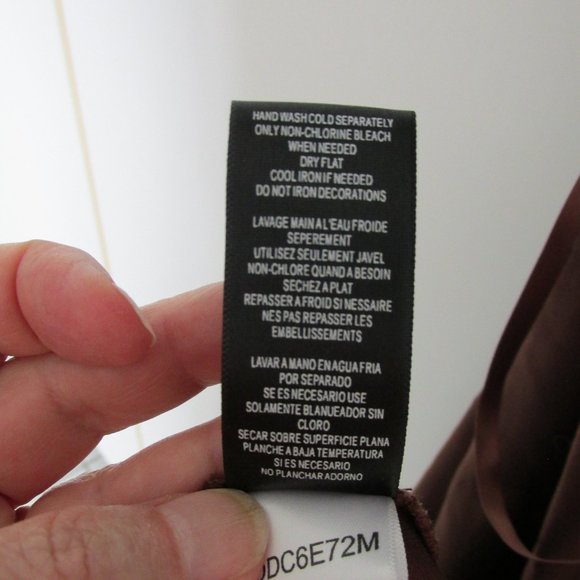 HAND WASH COLD SEPARATELY
ONLY NON-CHLORINE BLEACH
WHEN NEEDED
DRY FLAT
COOL IRON IF NEEDED
DO NOT IRON DECORATIONS
LAVAGE MAIN A L'EAU FROIDE
SEPEREMENT
UTILISEZ SEULEMENT JAVEL
NON-CHLORE QUAND A BESOIN
SECHEZ A PLAT
REPASSER A FROID SI NESSAIRE
NES PAS REPASSER LES
EMBELLISSEMENTS
LAVAR A MANO EN AGUA FRIA
POR SEPARADO
SE ES NECESARIO USE
SOLAMENTE BLANUEADOR SIN
CLORO
SECAR SOBRE SUPERFICIE PLANA
PLANCHE A BAJA TEMPERATURA
SI ES NECESARIO
NO PLANCHAR ADORNO
DDC6E72M